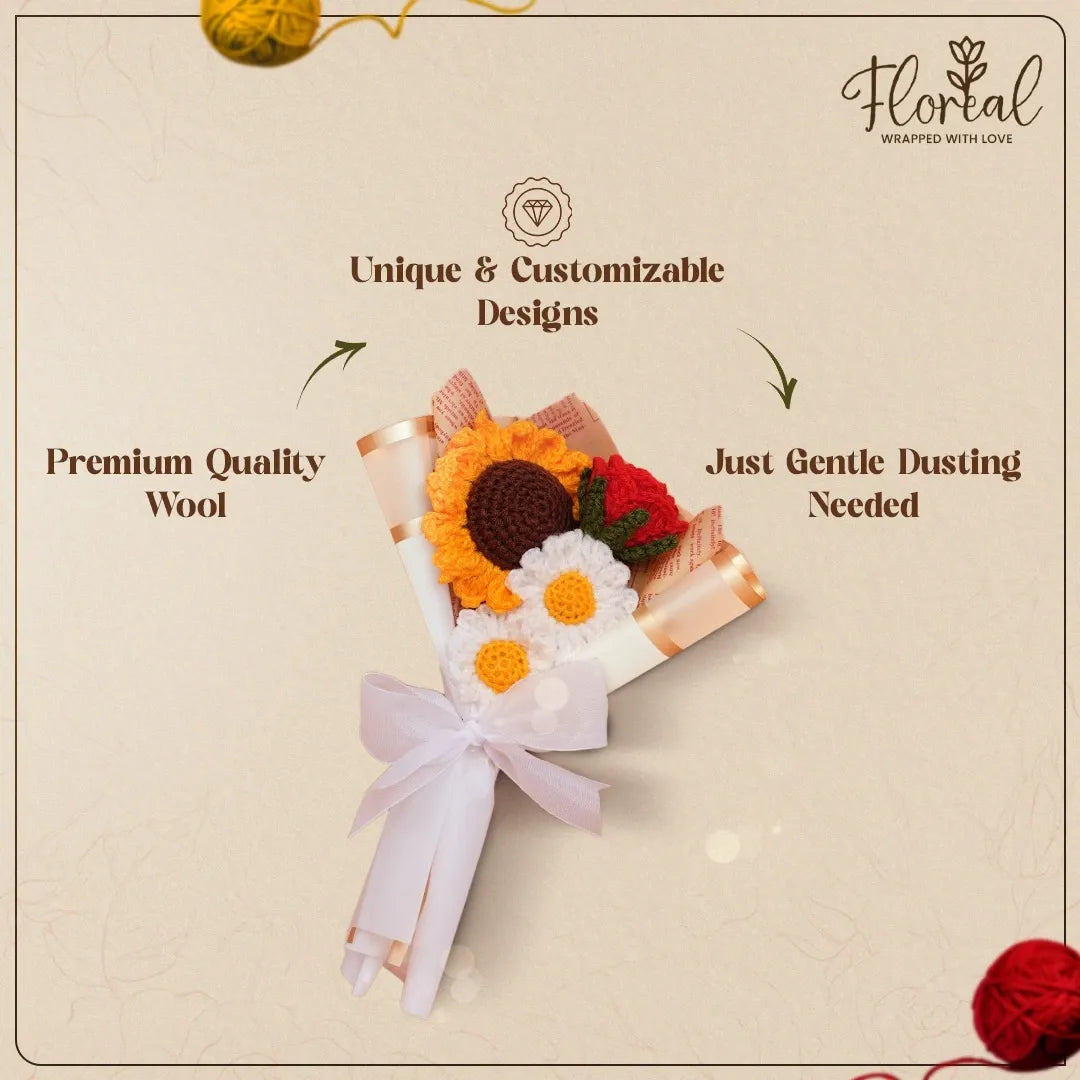 Floreal
WRAPPED WITH LOVE
Unique & Customizable
Designs
Premium Quality
Wool
Just Gentle Dusting
Needed